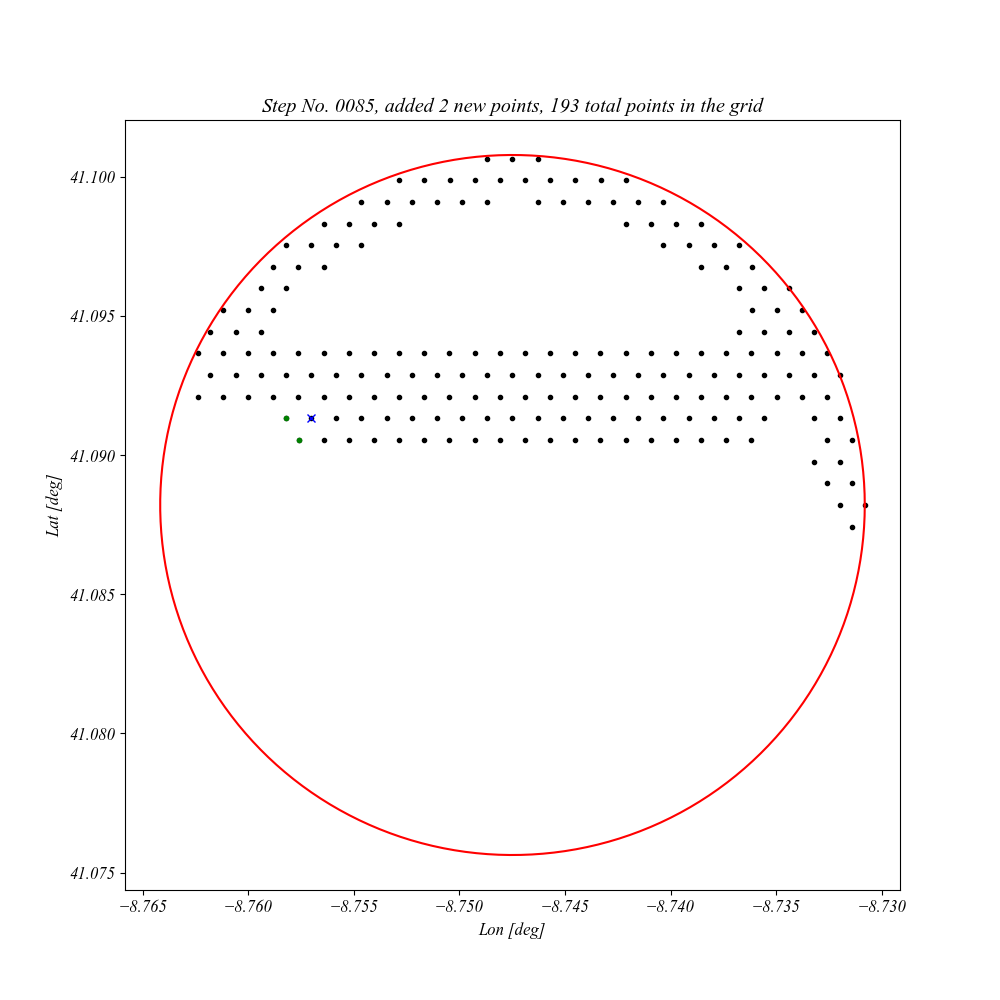 Step No. 0085, added 2 new points, 193 total points in the grid
41.100
41.095
41.090
41.085
41.080
41.075
Lat [deg]
−8.765 −8.760 −8.755 −8.750 −8.745 −8.740 −8.735 −8.730
Lon [deg]